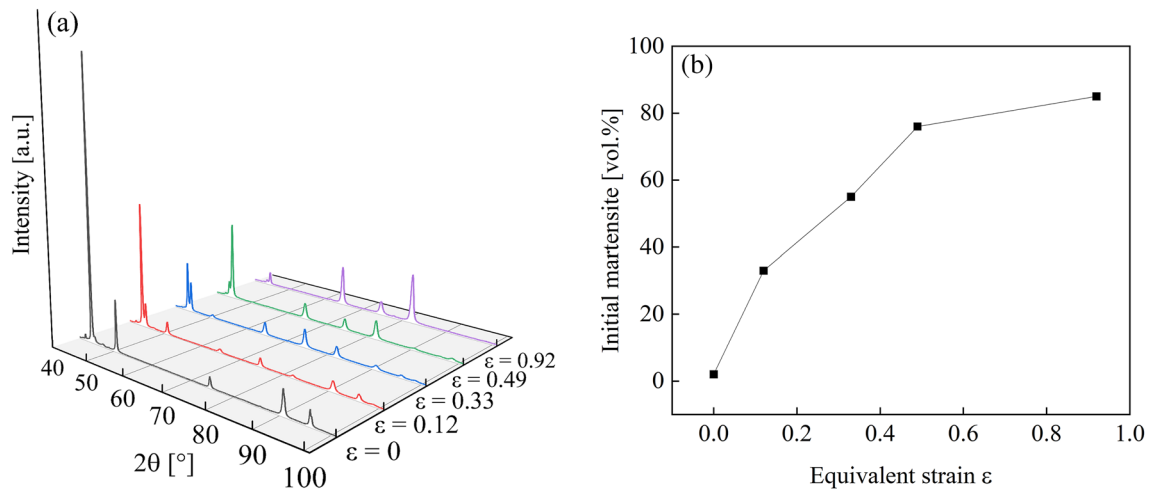 (a)
Intensity [a.u.]
40
50
60
70
80
90
100
2θ [°]
ε = 0
ε = 0.12
ε = 0.33
ε = 0.49
ε = 0.92
(b)
Initial martensite [vol.%]
100
80
60
40
20
0
0.0 0.2 0.4 0.6 0.8 1.0
Equivalent strain ε